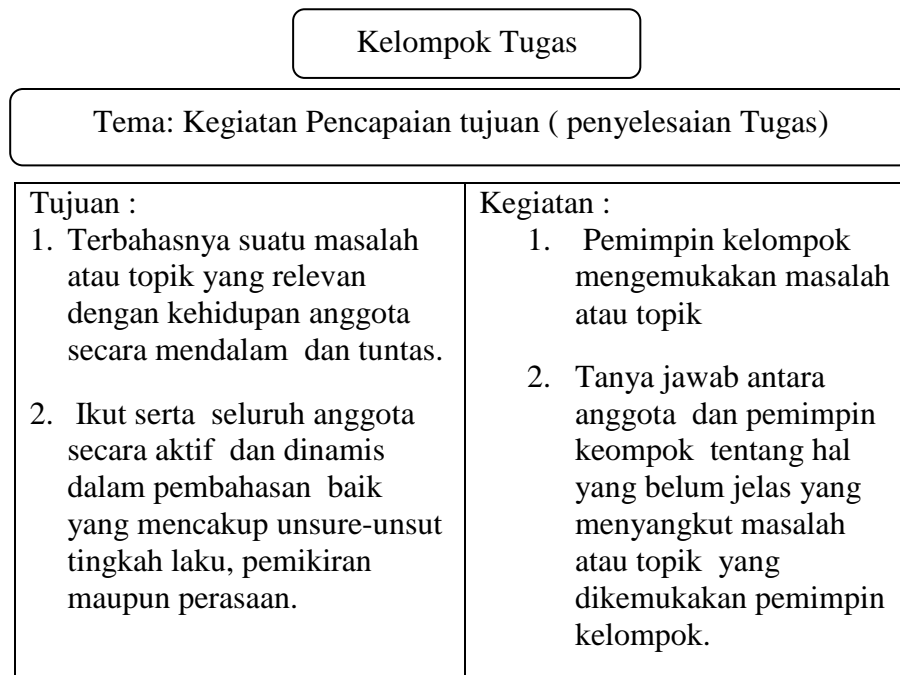 Kelompok Tugas
Tema: Kegiatan Pencapaian tujuan ( penyelesaian Tugas)
Tujuan :
1. Terbahasnya suatu masalah
atau topik yang relevan
dengan kehidupan anggota
secara mendalam dan tuntas.
2. Ikut serta seluruh anggota
secara aktif dan dinamis
dalam pembahasan baik
yang mencakup unsure-unsut
tingkah laku, pemikiran
maupun perasaan.
Kegiatan :
1. Pemimpin kelompok
mengemukakan masalah
atau topik
2. Tanya jawab antara
anggota dan pemimpin
keompok tentang hal
yang belum jelas yang
menyangkut masalah
atau topik yang
dikemukakan pemimpin
kelompok.